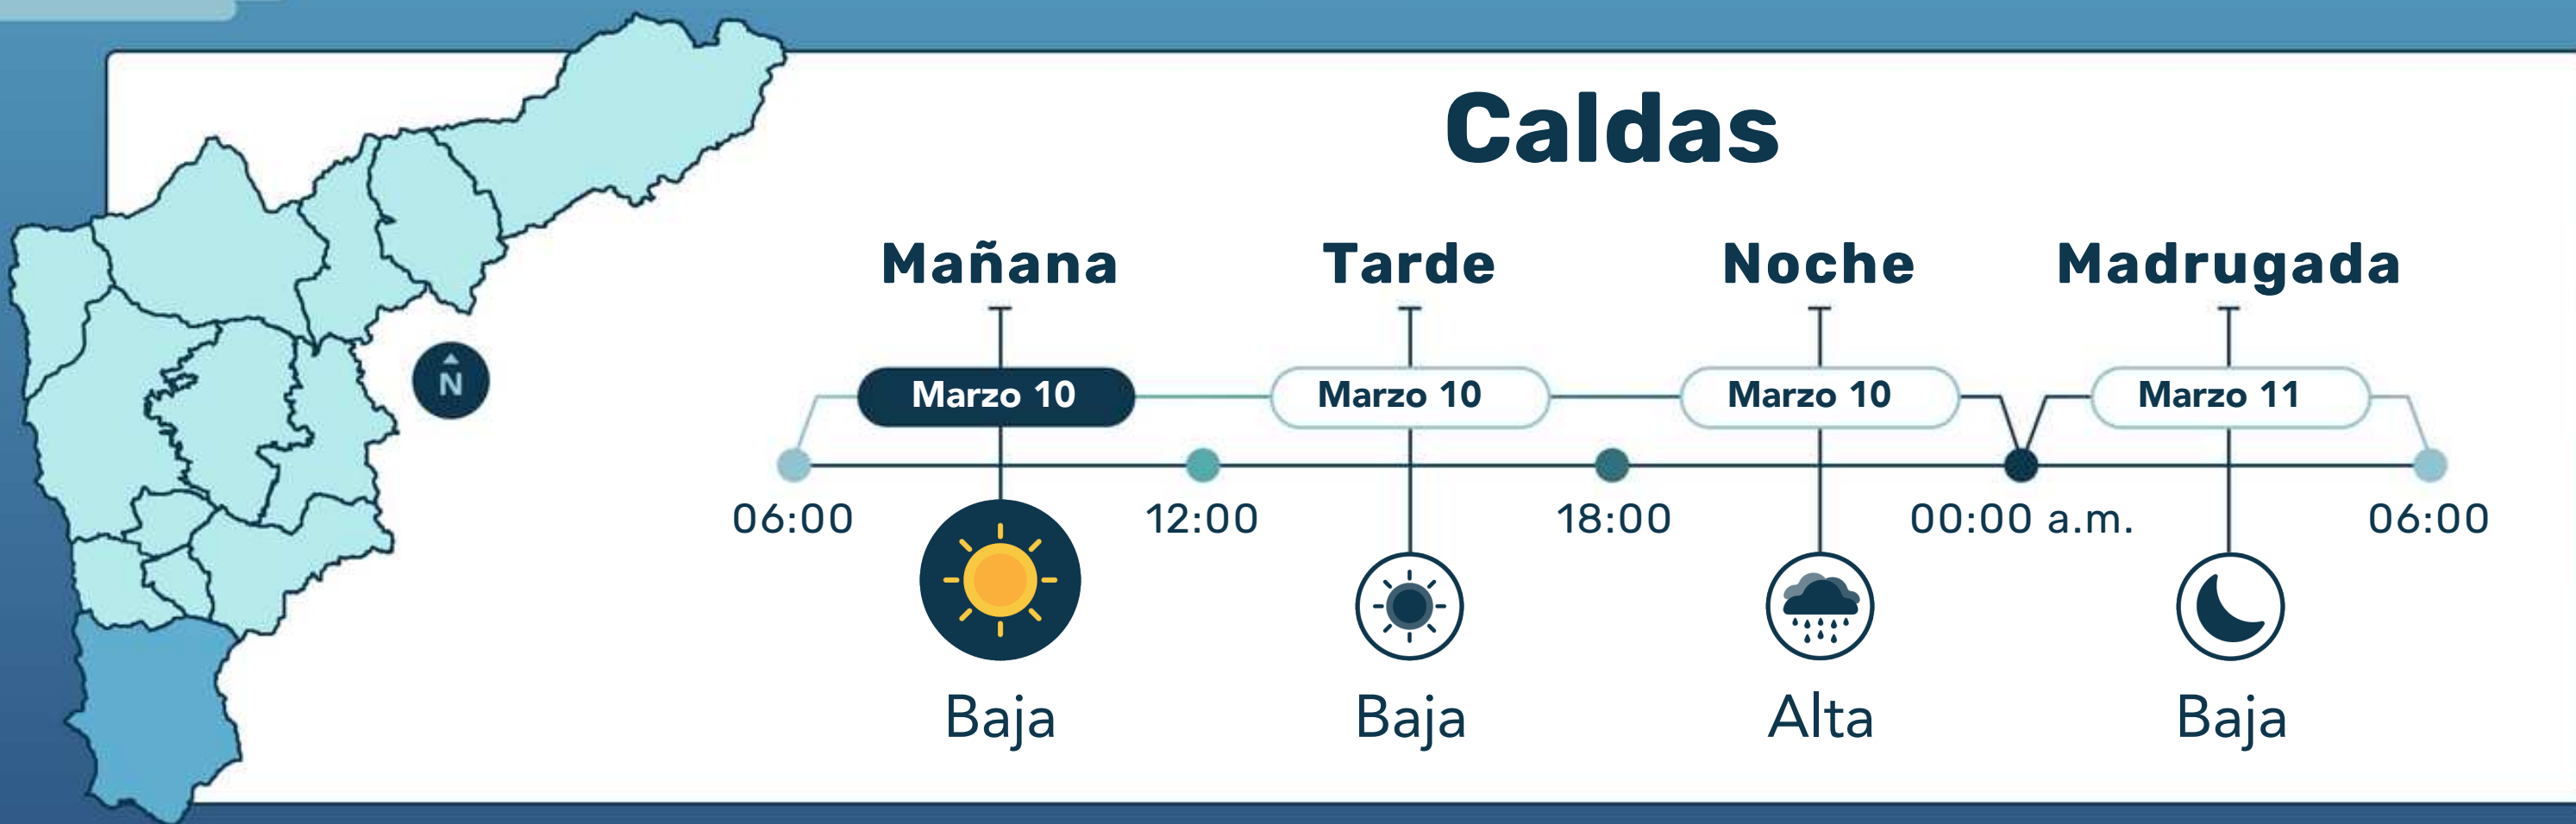 Caldas
Mañana Tarde Noche Madrugada
N
Marzo 10 Marzo 10 Marzo 10 Marzo 11
06:00 12:00 18:00 00:00 a.m. 06:00
Baja Baja Alta Baja